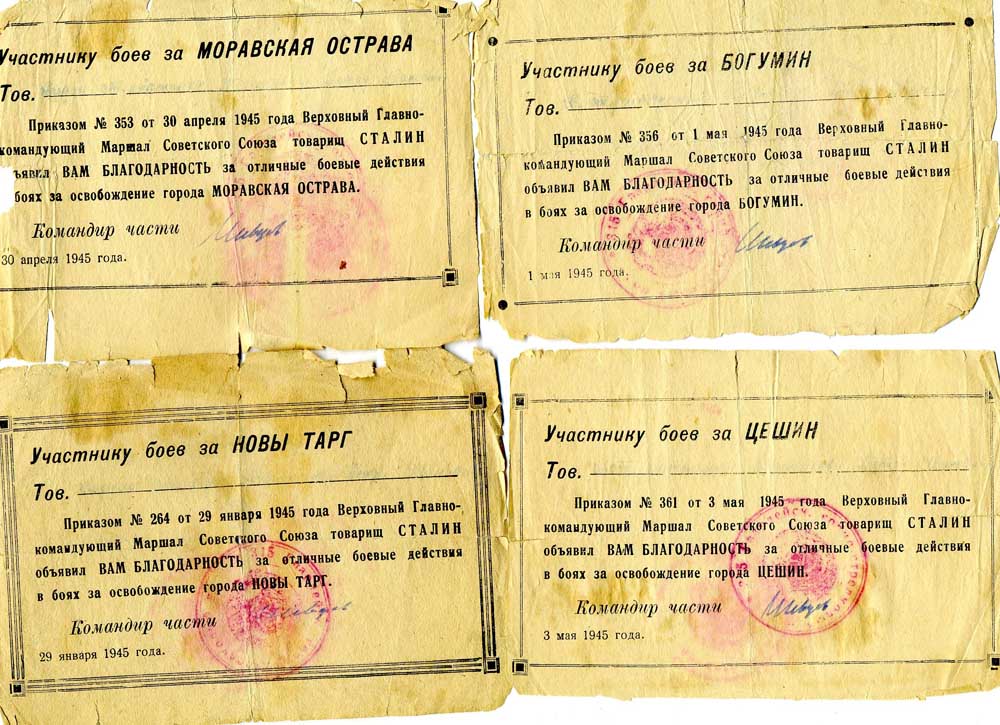 Участнику боев за МОРАВСКАЯ ОСТРАВА
Тов.
Приказом № 353 от 30 апреля 1945 года Верховный Главно-
командующий Маршал Советского Союза товарищ СТАЛИН
ъявил ВАМ БЛАГОДАРНОСТЬ за отличные боевые действия
боях за освобождение города МОРАВСКАЯ ОСТРАВА.
Командир части
30 апреля 1945 года.
Участнику боев за БОГУМИН
Тов.
Приказом № 356 от 1 мая 1945 года Верховный Главно-
командующий Маршал Советского Союза товарищ СТАЛИН
объявил ВАМ БЛАГОДАРНОСТЬ за отличные боевые действия
в боях за освобождение города БОГУМИН.
Командир части
1 мая 1945 года.
Участнику боев за НОВЫ ТАРГ
Тов.
Приказом № 264 от 29 января 1945 года Верховный Главно-
командующий Маршал Советского Союза товарищ СТАЛИН
объявил ВАМ БЛАГОДАРНОСТЬ за отличные боевые действия
в боях за освобождение города НОВЫ ТАРГ.
Командир части
29 января 1945 года.
Участнику боев за ЦЕШИН
Тов.
Приказом № 361 от 3 мая 1945 года Верховный Главно-
командующий Маршал Советского Союза товарищ СТАЛИН
объявил ВАМ БЛАГОДАРНОСТЬ за отличные боевые действия
в боях за освобождение города ЦЕШИН.
Командир части
3 мая 1945 года.